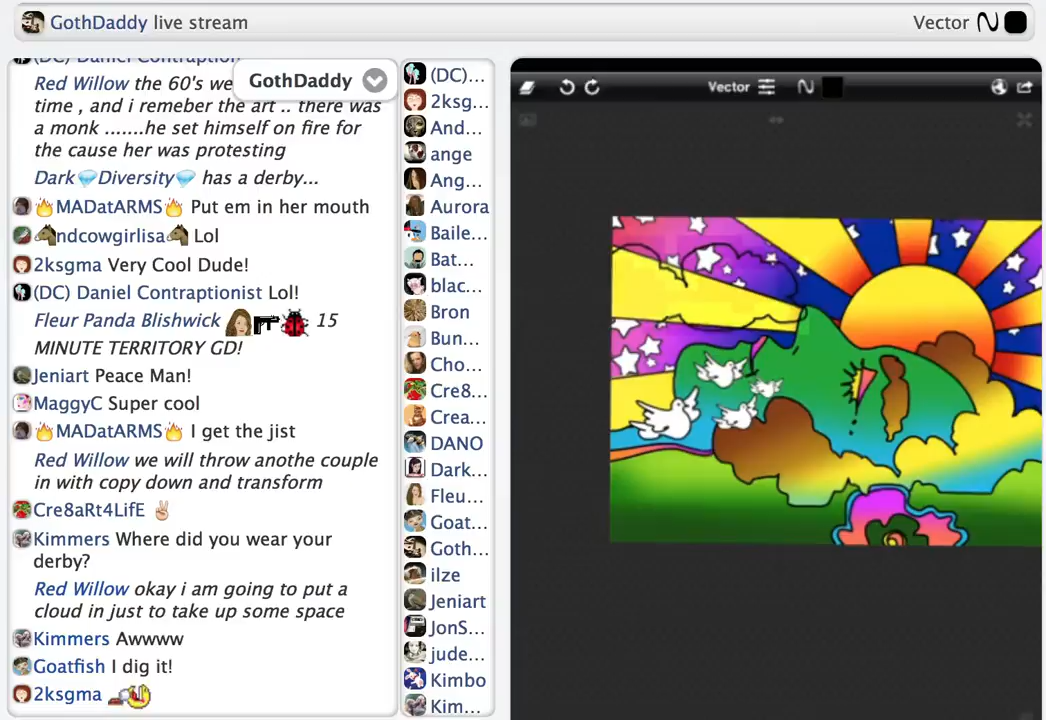 GothDaddy live stream
Vector
(DC) Daniel Contraption
GothDaddy
Red Willow the 60's we
time , and i remeber the art .. there was
a monk .......he set himself on fire for
the cause her was protesting
Dark Diversity has a derby...
MADatARMS Put em in her mouth
ndcowgirlisa Lol
2ksgma Very Cool Dude!
(DC) Daniel Contraptionist Lol!
Fleur Panda Blishwick 15
MINUTE TERRITORY GD!
Jeniart Peace Man!
MaggyC Super cool
MADatARMS I get the jist
Red Willow we will throw anothe couple
in with copy down and transform
Cre8aRt4LifE
Kimmers Where did you wear your
derby?
Red Willow okay i am going to put a
cloud in just to take up some space
Kimmers Awwww
Goatfish I dig it!
2ksgma
(DC)...
2ksg...
And...
ange
Ang...
Aurora
Baile...
Bat...
blac...
Bron
Bun...
Cho...
Cre8...
Crea...
DANO
Dark...
Fleu...
Goat...
Goth...
ilze
Jeniart
JonS...
jude...
Kimbo
Kim...
Vector